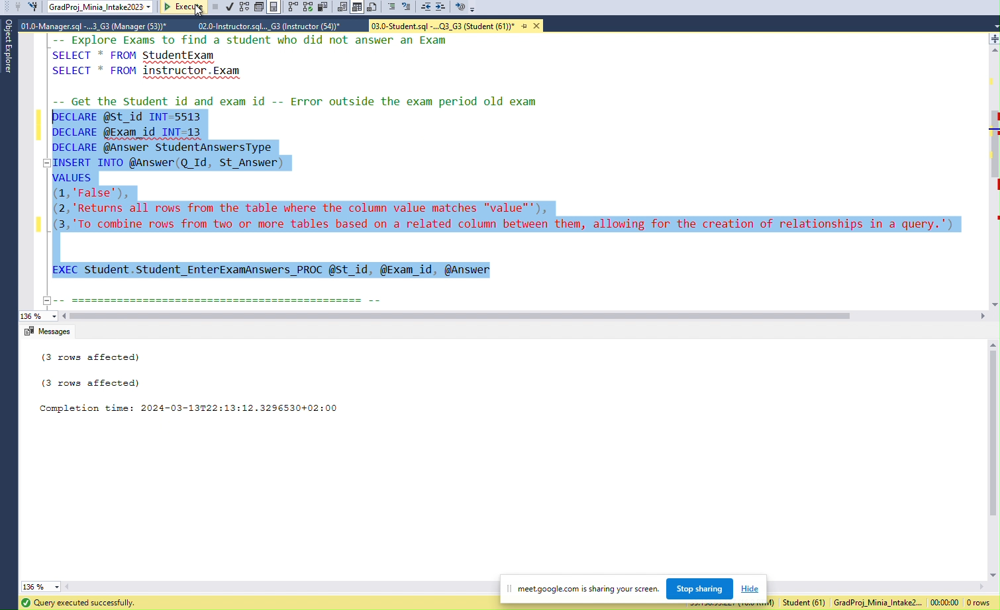 GradProj_Minia_Intake2023 Execute
Object Explorer
01.0-Manager.sql -...3_G3 (Manager (53))* 02.0-Instructor.sql..._G3 (Instructor (54))* 03.0-Student.sql -...Q3_G3 (Student (61))*
-- Explore Exams to find a student who did not answer an Exam
SELECT * FROM StudentExam
SELECT * FROM instructor.Exam
-- Get the Student id and exam id -- Error outside the exam period old exam
DECLARE @St_id INT=5513
DECLARE @Exam_id INT=13
DECLARE @Answer StudentAnswersType
INSERT INTO @Answer(Q_Id, St_Answer)
VALUES
(1,'False'),
(2,'Returns all rows from the table where the column value matches "value"'),
(3,'To combine rows from two or more tables based on a related column between them, allowing for the creation of relationships in a query.')
EXEC Student.Student_EnterExamAnswers_PROC @St_id, @Exam_id, @Answer
-- ============================================= --
136 %
Messages
(3 rows affected)
(3 rows affected)
Completion time: 2024-03-13T22:13:12.3296530+02:00
136 %
meet.google.com is sharing your screen. Stop sharing Hide
Query executed successfully. Student (61) GradProj_Minia_Intake2... 00:00:00 0 rows